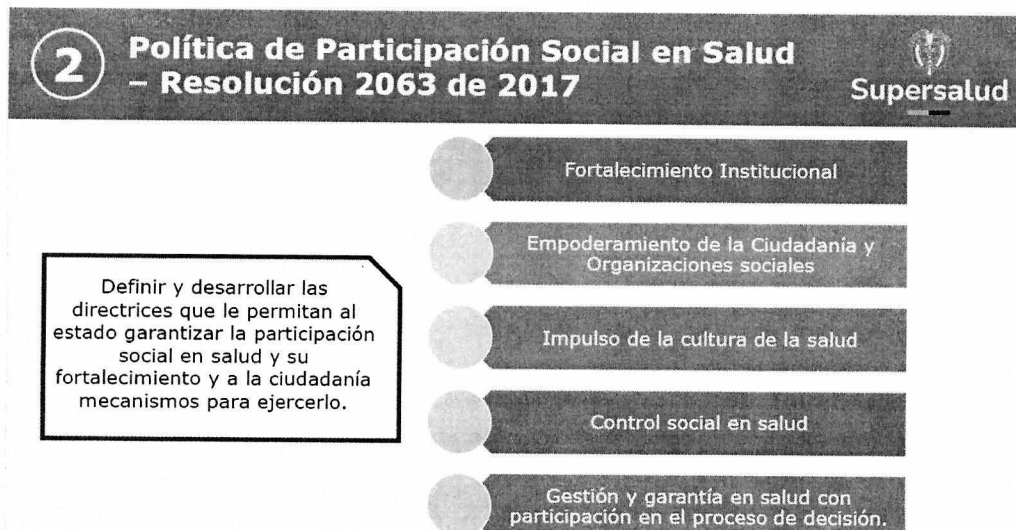 2
Política de Participación Social en Salud
– Resolución 2063 de 2017
Supersalud
Definir y desarrollar las
directrices que le permitan al
estado garantizar la participación
social en salud y su
fortalecimiento y a la ciudadanía
mecanismos para ejercerlo.
Fortalecimiento Institucional
Empoderamiento de la Ciudadanía y
Organizaciones sociales
Impulso de la cultura de la salud
Control social en salud
Gestión y garantía en salud con
participación en el proceso de decisión.